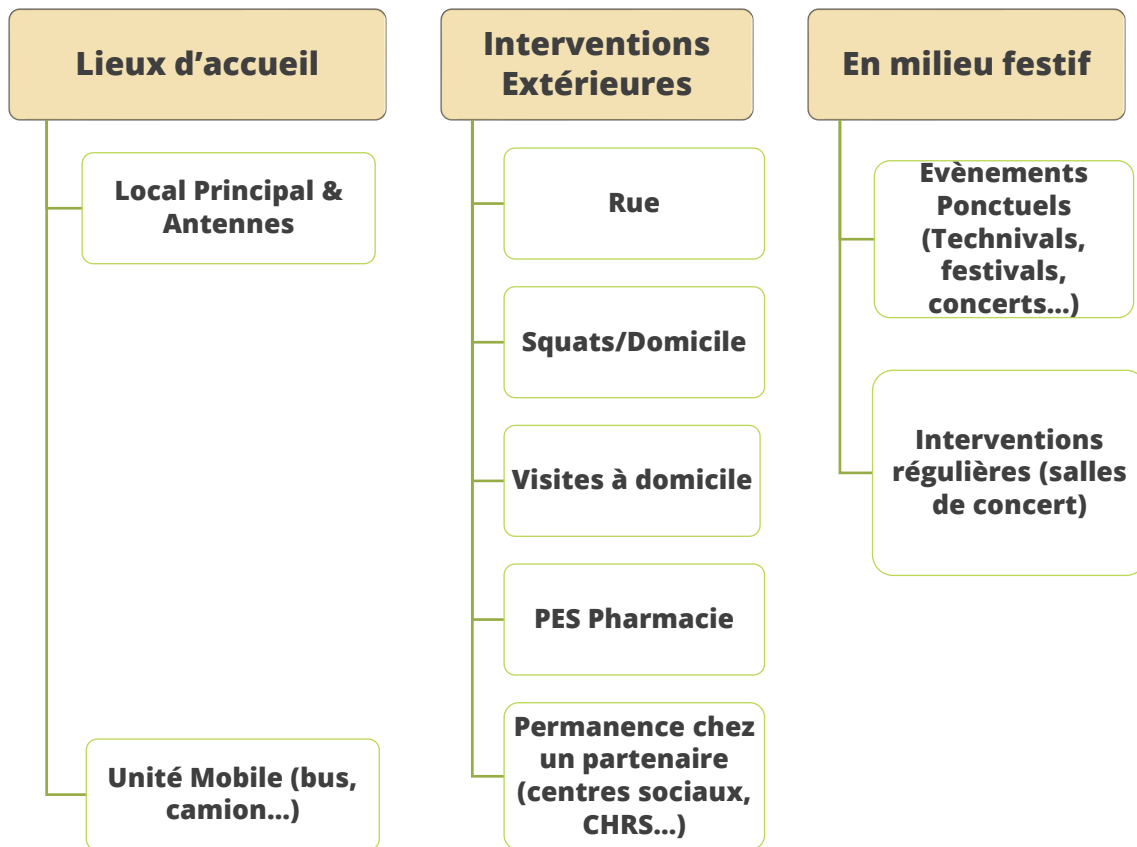 Lieux d’accueil
Local Principal &
Antennes
Unité Mobile (bus,
camion…)
Interventions
Extérieures
Rue
Squats/Domicile
Visites à domicile
PES Pharmacie
Permanence chez
un partenaire
(centres sociaux,
CHRS…)
En milieu festif
Evènements
Ponctuels
(Technivals,
festivals,
concerts…)
Interventions
régulières (salles
de concert)